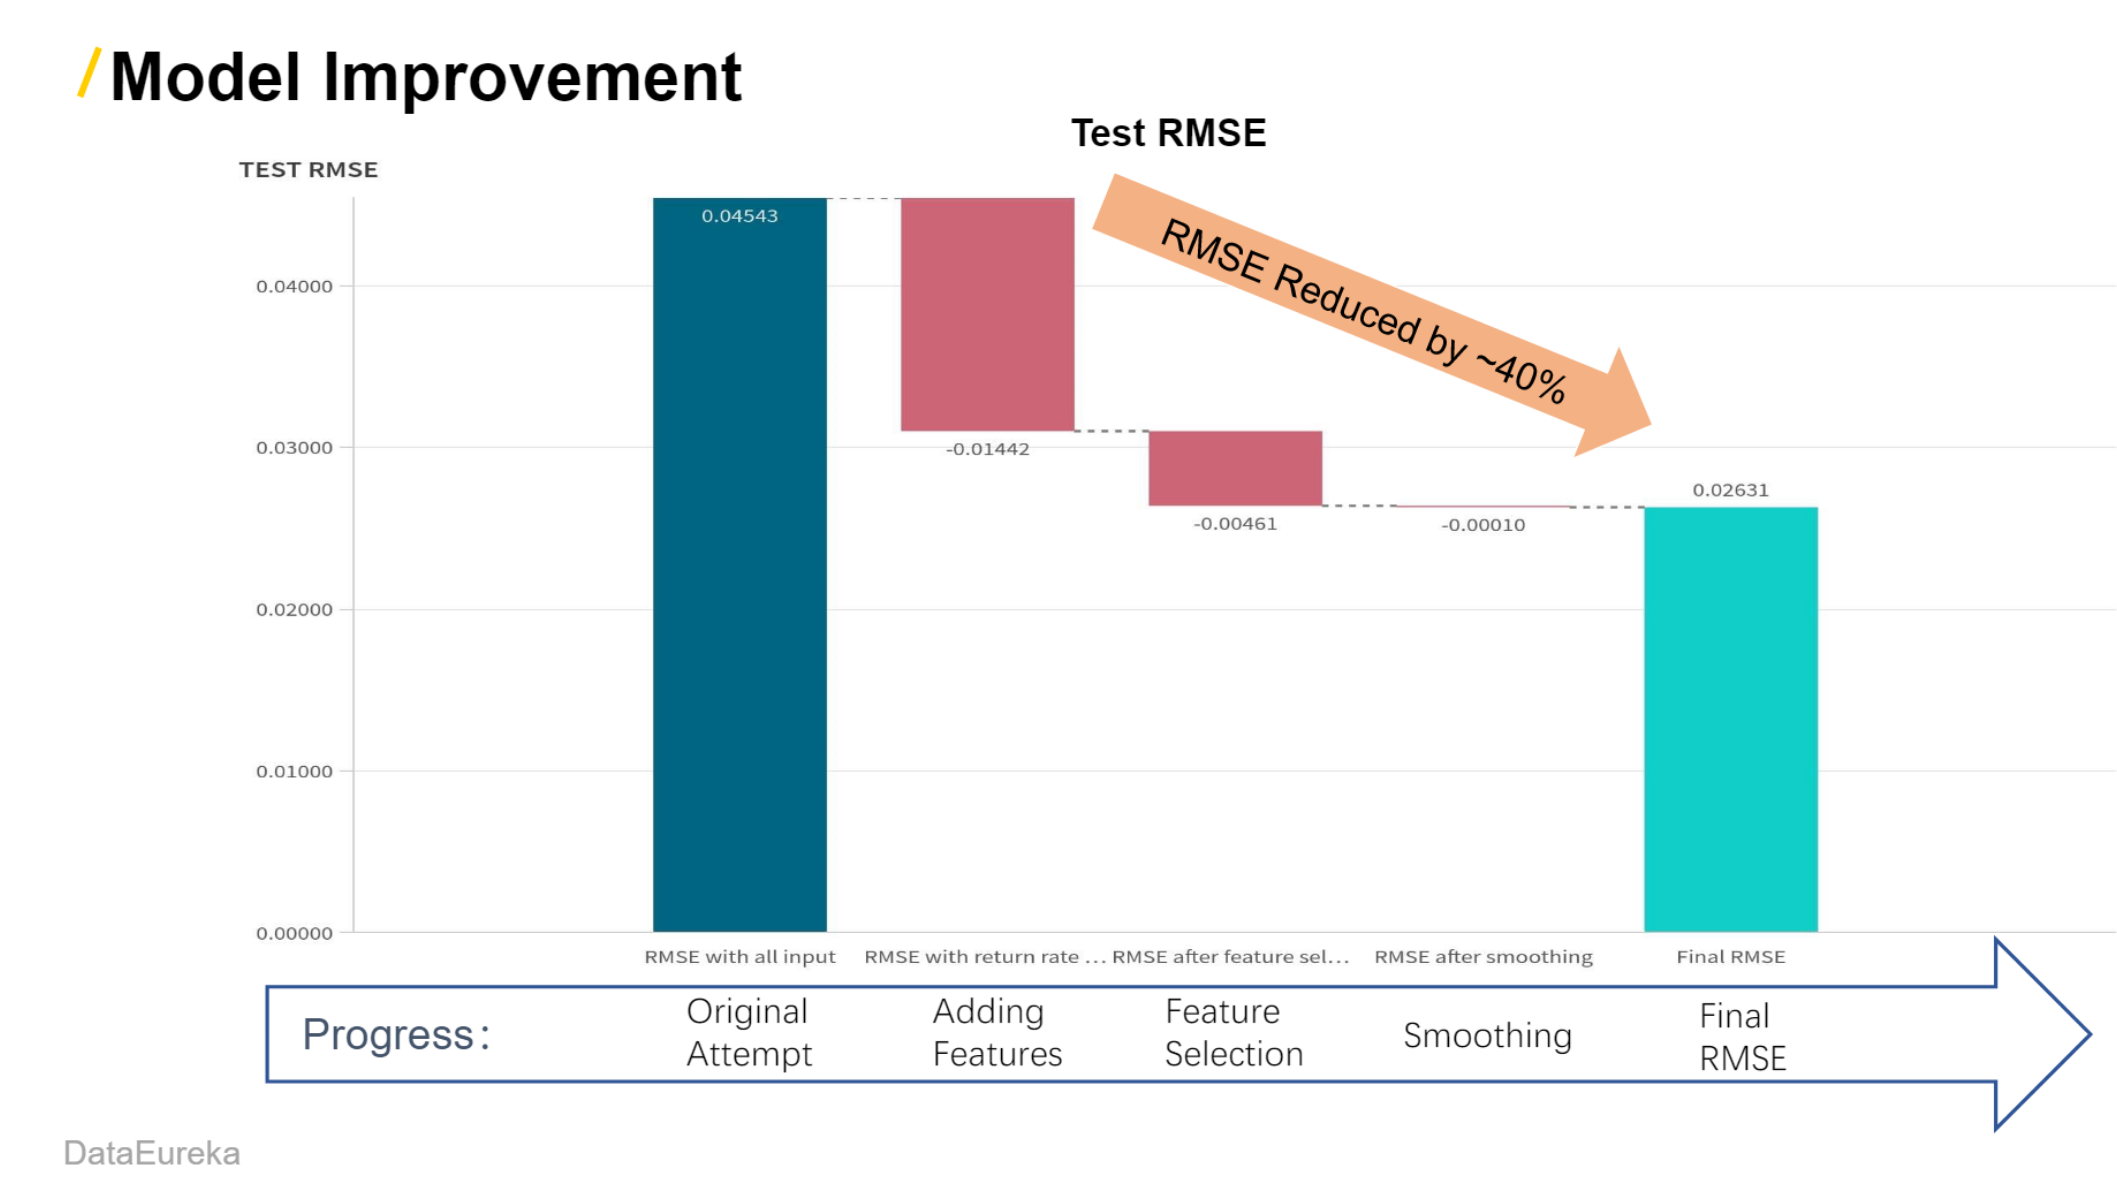 /Model Improvement
Test RMSE
TEST RMSE
0.04543
RMSE Reduced by ~40%
0.04000
0.03000
-0.01442
0.02631
-0.00461
-0.00010
0.02000
0.01000
0.00000
RMSE with all input
RMSE with return rate ...
RMSE after feature sel...
RMSE after smoothing
Final RMSE
Progress:
Original
Attempt
Adding
Features
Feature
Selection
Smoothing
Final
RMSE
DataEureka